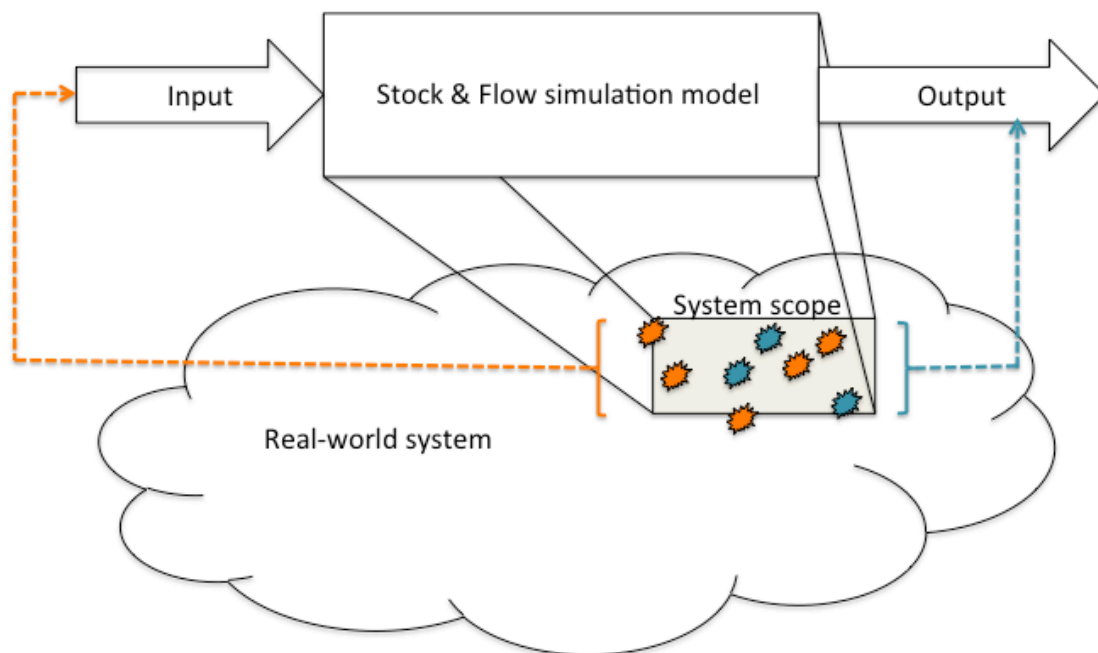 Input
Stock & Flow simulation model
Output
System scope
Real-world system